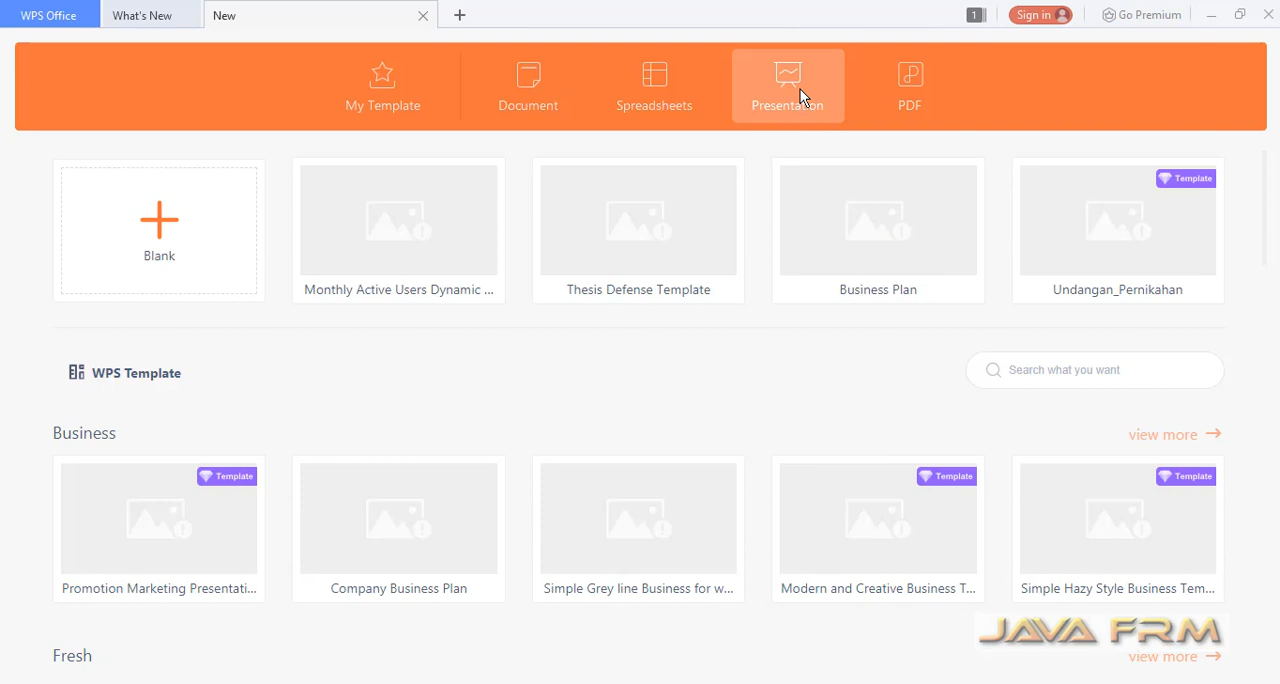 WPS Office
What's New
New
1
Sign in
Go Premium
My Template
Document
Spreadsheets
Presentation
PDF
Blank
Monthly Active Users Dynamic ...
Thesis Defense Template
Business Plan
Template
Undangan_Pernikahan
WPS Template
Search what you want
Business
view more
Template
Promotion Marketing Presentati...
Company Business Plan
Simple Grey line Business for w...
Template
Modern and Creative Business T...
Template
Simple Hazy Style Business Tem...
JAVA FRM
Fresh
view more